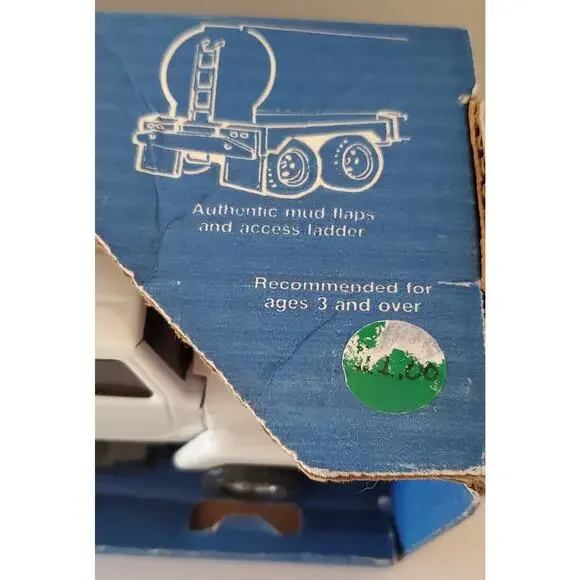 Authentic mud flaps
and access ladder
Recommended for
ages 3 and over